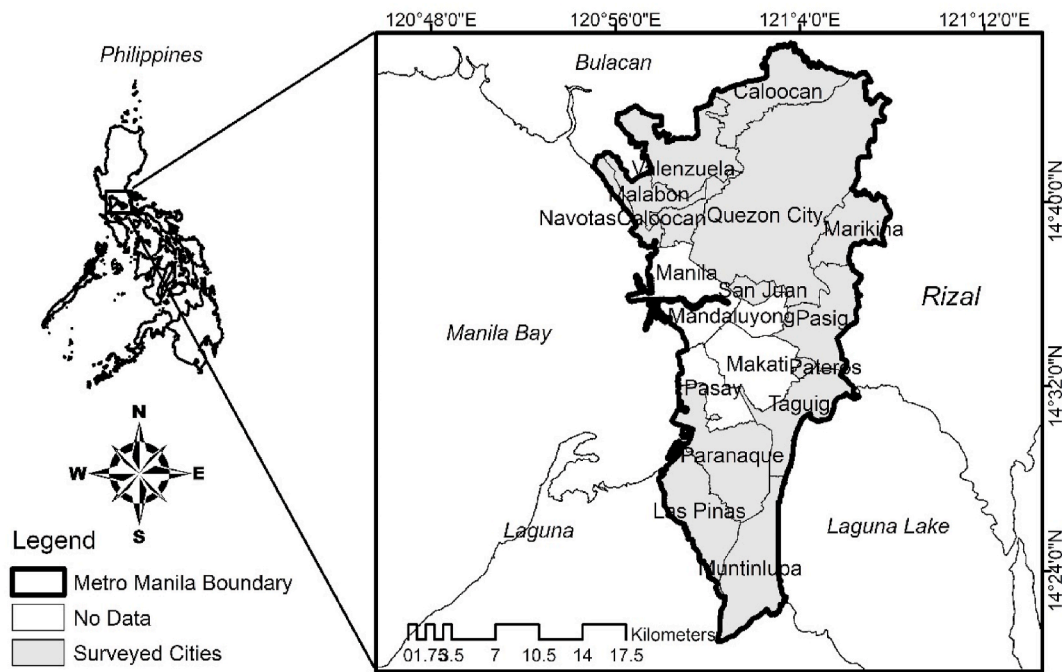 120°48'0"E 120°56'0"E 121°4'0"E 121°12'0"E
Philippines
Bulacan
Caloocan
Valenzuela
Malabon
Navotas
Caloocan
Quezon City
Marikina
14°40'0"N
Manila
San Juan
Rizal
Manila Bay
Mandaluyong
Pasig
Makati
Pateros
14°32'0"N
Pasay
Taguig
N
W E
S
Paranaque
Las Pinas
Laguna
Laguna Lake
Muntinlupa
14°24'0"N
Legend
Metro Manila Boundary
No Data
Surveyed Cities
Kilometers
01.753.5 7 10.5 14 17.5